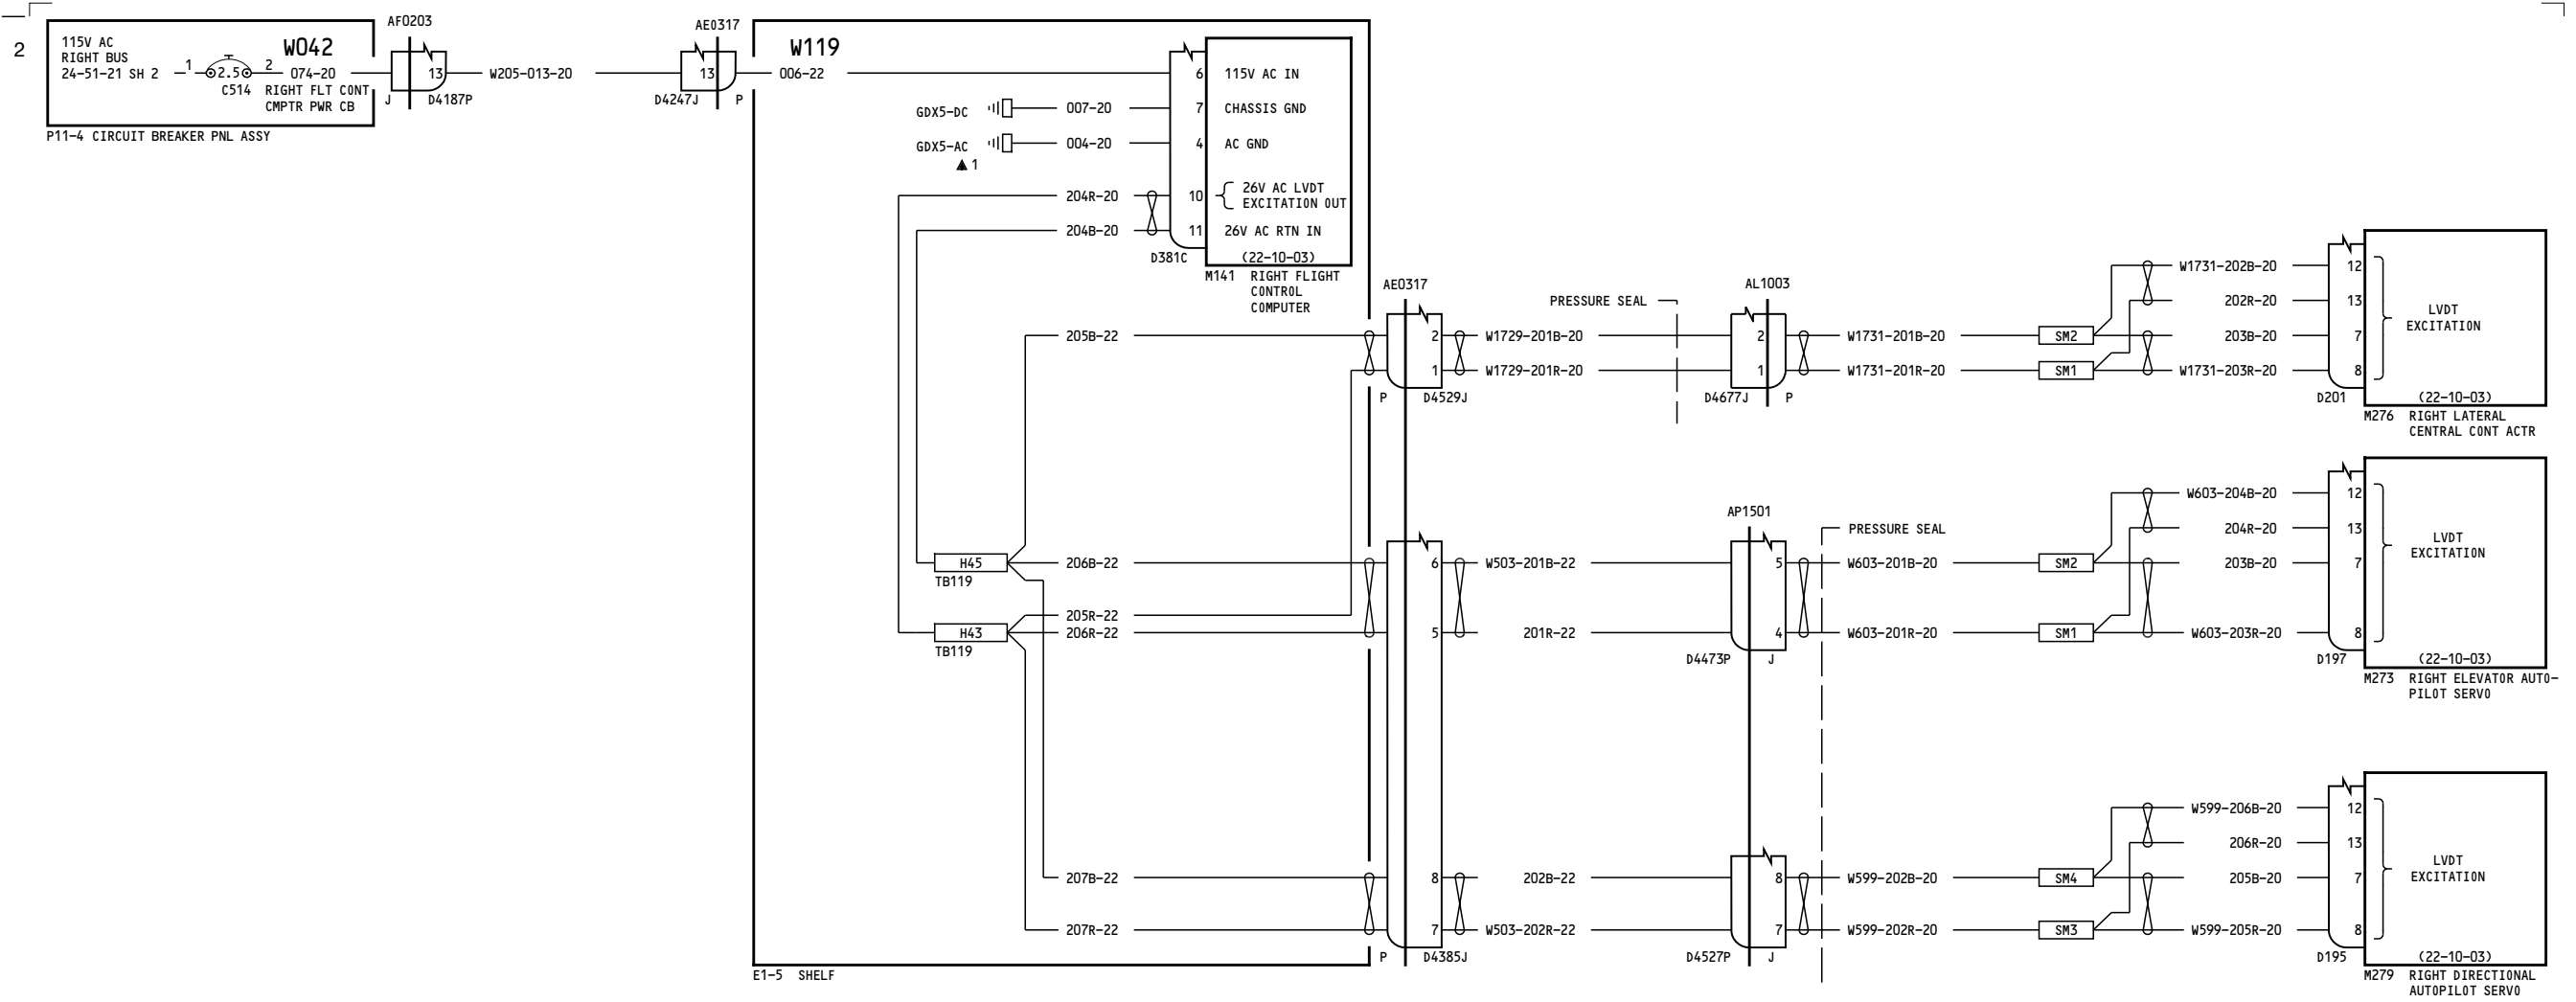 2
115V AC
RIGHT BUS
24-51-21 SH 2
1
2.5
2
C514
W042
074-20
RIGHT FLT CONT
CMPTR PWR CB
P11-4 CIRCUIT BREAKER PNL ASSY
AF0203
13
J
D4187P
W205-013-20
AE0317
13
D4247J
P
W119
006-22
6
115V AC IN
GDX5-DC
007-20
7
CHASSIS GND
GDX5-AC
1
004-20
4
AC GND
204R-20
10
26V AC LVDT
EXCITATION OUT
204B-20
11
26V AC RTN IN
D381C
(22-10-03)
M141
RIGHT FLIGHT
CONTROL
COMPUTER
205B-22
H45
TB119
206B-22
205R-22
H43
TB119
206R-22
207B-22
207R-22
E1-5 SHELF
AE0317
2
1
P
D4529J
W1729-201B-20
W1729-201R-20
PRESSURE SEAL
AL1003
2
1
D4677J
P
W1731-201B-20
W1731-201R-20
SM2
SM1
W1731-202B-20
202R-20
203B-20
W1731-203R-20
12
13
7
8
D201
LVDT
EXCITATION
(22-10-03)
M276
RIGHT LATERAL
CENTRAL CONT ACTR
6
5
W503-201B-22
201R-22
AP1501
5
4
D4473P
J
PRESSURE SEAL
W603-201B-20
W603-201R-20
SM2
SM1
W603-204B-20
204R-20
203B-20
W603-203R-20
12
13
7
8
D197
LVDT
EXCITATION
(22-10-03)
M273
RIGHT ELEVATOR AUTO-
PILOT SERVO
8
7
P
D4385J
202B-22
W503-202R-22
8
7
D4527P
J
W599-202B-20
W599-202R-20
SM4
SM3
W599-206B-20
206R-20
205B-20
W599-205R-20
12
13
7
8
D195
LVDT
EXCITATION
(22-10-03)
M279
RIGHT DIRECTIONAL
AUTOPILOT SERVO